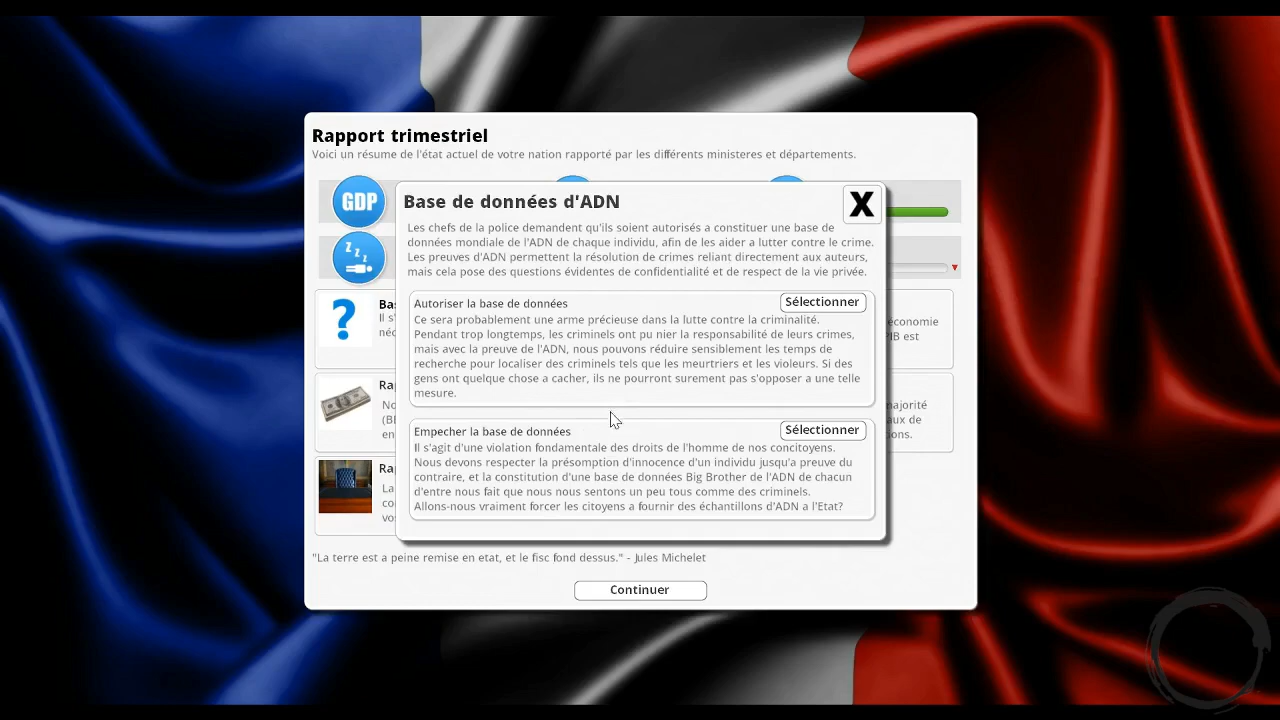 Rapport trimestriel
Voici un résume de l'état actuel de votre nation rapporté par les différents ministeres et départements.
GDP
Base de données d'ADN
X
Les chefs de la police demandent qu'ils soient autorisés a constituer une base de
données mondiale de l'ADN de chaque individu, afin de les aider a lutter contre le crime.
Les preuves d'ADN permettent la résolution de crimes reliant directement aux auteurs,
mais cela pose des questions évidentes de confidentialité et de respect de la vie privée.
Autoriser la base de données
Sélectionner
Ce sera probablement une arme précieuse dans la lutte contre la criminalité.
Pendant trop longtemps, les criminels ont pu nier la responsabilité de leurs crimes,
mais avec la preuve de l'ADN, nous pouvons réduire sensiblement les temps de
recherche pour localiser des criminels tels que les meurtriers et les violeurs. Si des
gens ont quelque chose a cacher, ils ne pourront surement pas s'opposer a une telle
mesure.
Empecher la base de données
Sélectionner
Il s'agit d'une violation fondamentale des droits de l'homme de nos concitoyens.
Nous devons respecter la présomption d'innocence d'un individu jusqu'a preuve du
contraire, et la constitution d'une base de données Big Brother de l'ADN de chacun
d'entre nous fait que nous nous sentons un peu tous comme des criminels.
Allons-nous vraiment forcer les citoyens a fournir des échantillons d'ADN a l'Etat?
économie
PIB est
majorité
"La terre est a peine remise en etat, et le fisc fond dessus." - Jules Michelet
Continuer